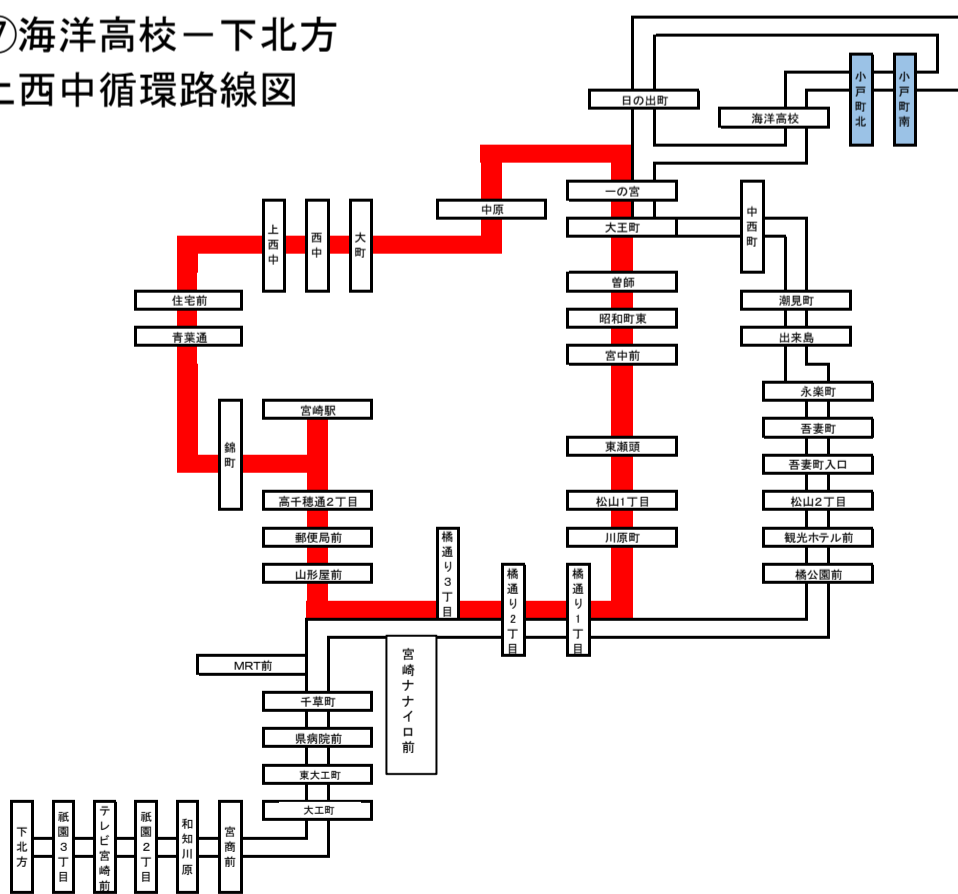 ⑦海洋高校－下北方
上西中循環路線図
日の出町
海洋高校
小戸町北
小戸町南
一の宮
中原
大王町
中西町
上西中
西中
大町
曽師
住宅前
潮見町
昭和町東
青葉通
出来島
宮中前
永楽町
宮崎駅
錦町
吾妻町
東瀬頭
吾妻町入口
高千穂通2丁目
松山1丁目
松山2丁目
郵便局前
川原町
観光ホテル前
山形屋前
橘通り3丁目
橘通り2丁目
橘通り1丁目
橘公園前
MRT前
宮崎ナナイロ前
千草町
県病院前
東大工町
大工町
下北方
祇園3丁目
テレビ宮崎前
祇園2丁目
和知川原
宮商前